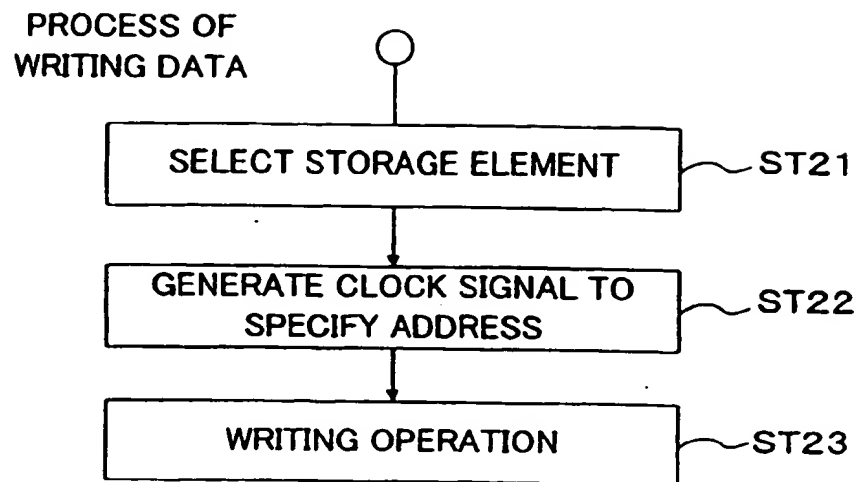 PROCESS OF
WRITING DATA
SELECT STORAGE ELEMENT
ST21
GENERATE CLOCK SIGNAL TO
SPECIFY ADDRESS
ST22
WRITING OPERATION
ST23